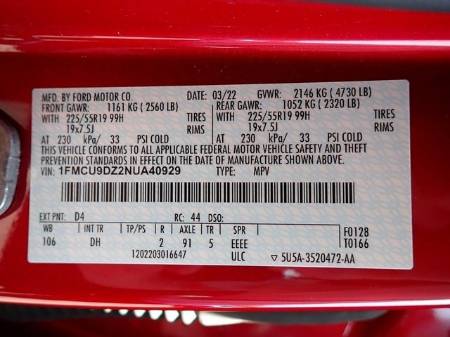 MFD. BY FORD MOTOR CO. 03/22 GVWR: 2146 KG ( 4730 LB)
FRONT GAWR: 1161 KG ( 2560 LB) REAR GAWR: 1052 KG ( 2320 LB)
WITH 225/55R19 99H TIRES WITH 225/55R19 99H TIRES
19x7.5J RIMS 19x7.5J RIMS
AT 230 kPa/ 33 PSI COLD AT 230 kPa/ 33 PSI COLD
THIS VEHICLE CONFORMS TO ALL APPLICABLE FEDERAL MOTOR VEHICLE SAFETY AND THEFT PREVENTION STANDARDS IN EFFECT ON THE DATE OF MANUFACTURE SHOWN ABOVE.
VIN: 1FMCU9DZ2NUA40929 TYPE: MPV
EXT PNT: D4 RC: 44 DSO: F0128
WB TP/PS R AXLE TR SPR T0166
106 DH 2 91 5 EEEE
1202203016647 ULC ▽ 5U5A-3520472-AA